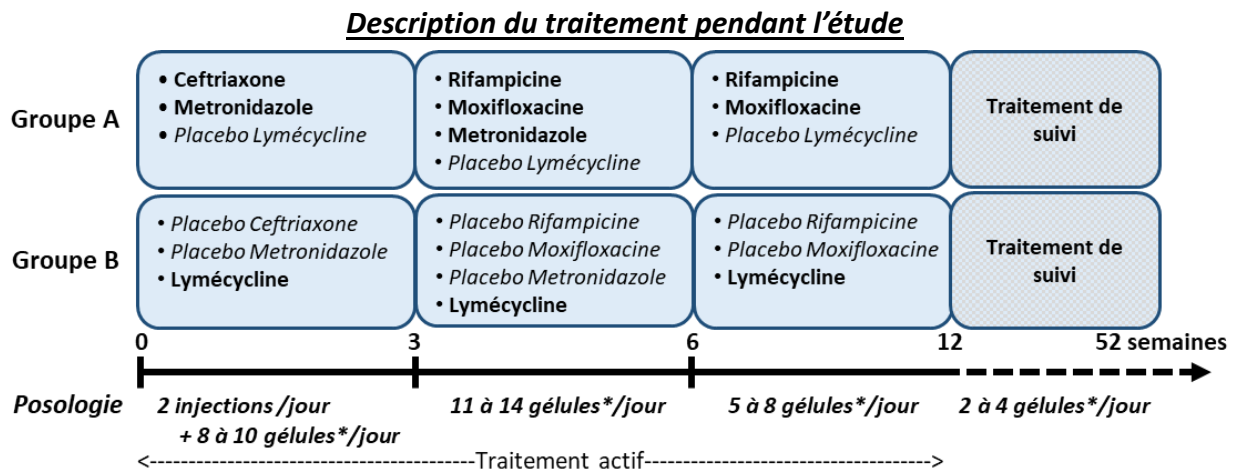 Description du traitement pendant l’étude
Groupe A
• Ceftriaxone
• Metronidazole
• Placebo Lymécycline
• Rifampicine
• Moxifloxacine
• Metronidazole
• Placebo Lymécycline
• Rifampicine
• Moxifloxacine
• Placebo Lymécycline
Traitement de
suivi
Groupe B
• Placebo Ceftriaxone
• Placebo Metronidazole
• Lymécycline
• Placebo Rifampicine
• Placebo Moxifloxacine
• Placebo Metronidazole
• Lymécycline
• Placebo Rifampicine
• Placebo Moxifloxacine
• Lymécycline
Traitement de
suivi
0 3 6 12 52 semaines
Posologie
2 injections /jour
+ 8 à 10 gélules*/jour
11 à 14 gélules*/jour
5 à 8 gélules*/jour
2 à 4 gélules*/jour
Traitement actif